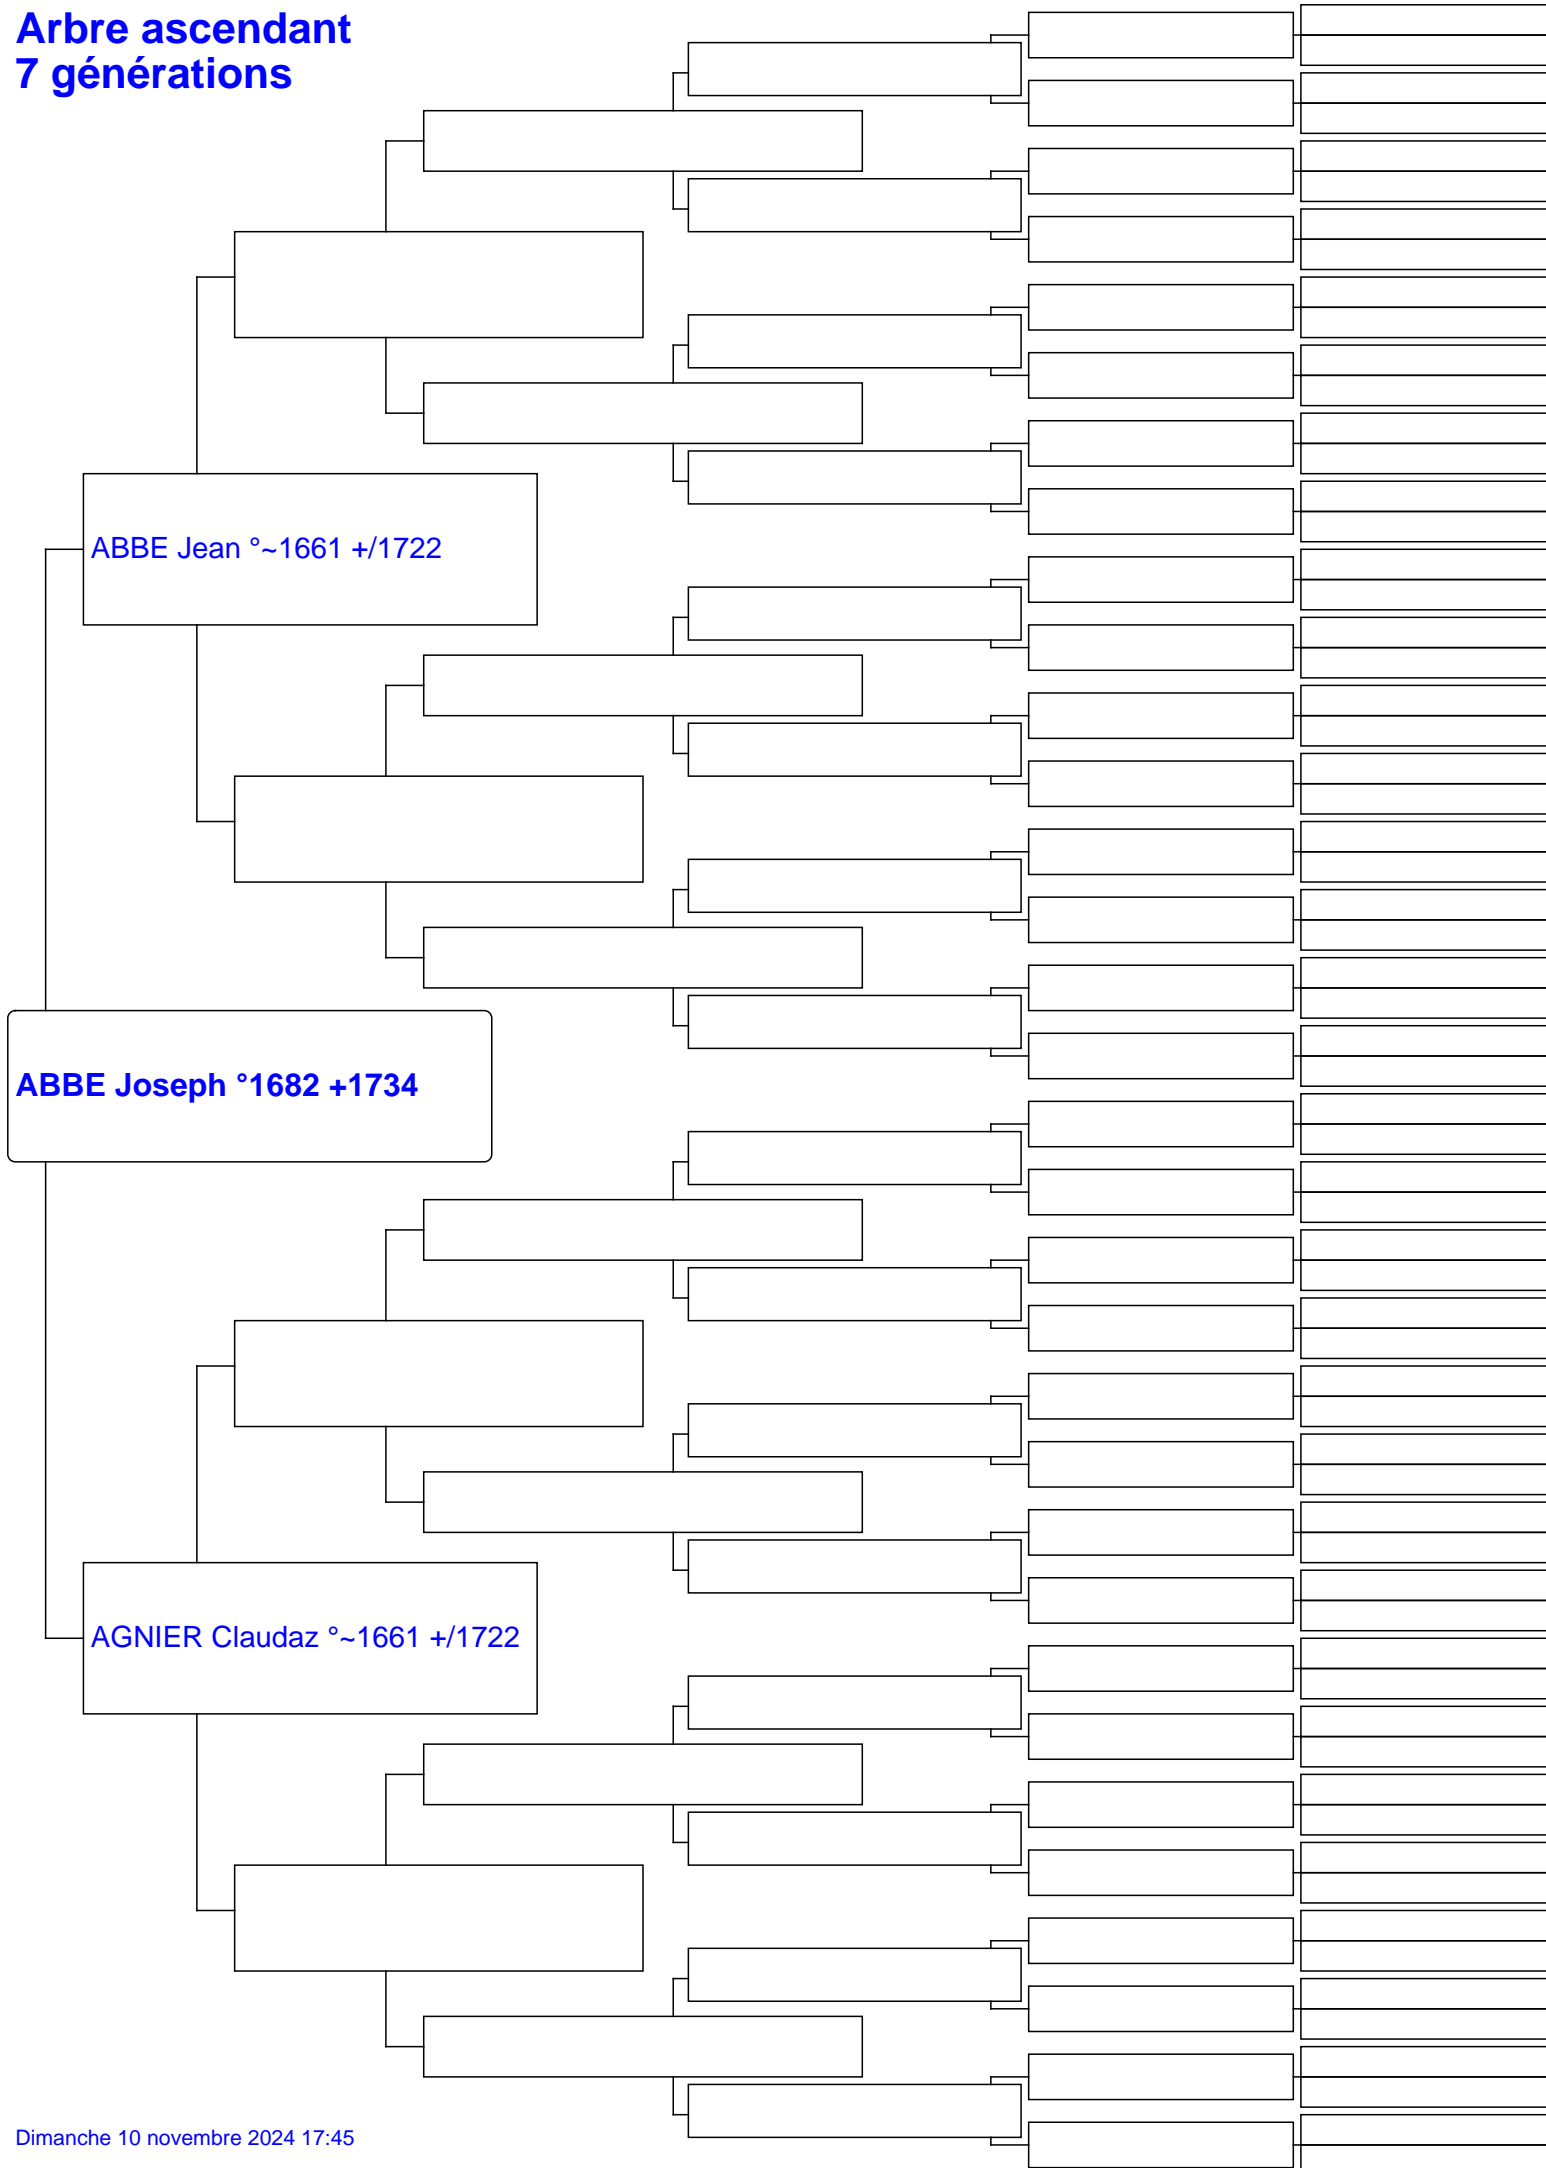 Arbre ascendant
7 générations
ABBE Jean °~1661 +/1722
ABBE Joseph °1682 +1734
AGNIER Claudaz °~1661 +/1722
Dimanche 10 novembre 2024 17:45